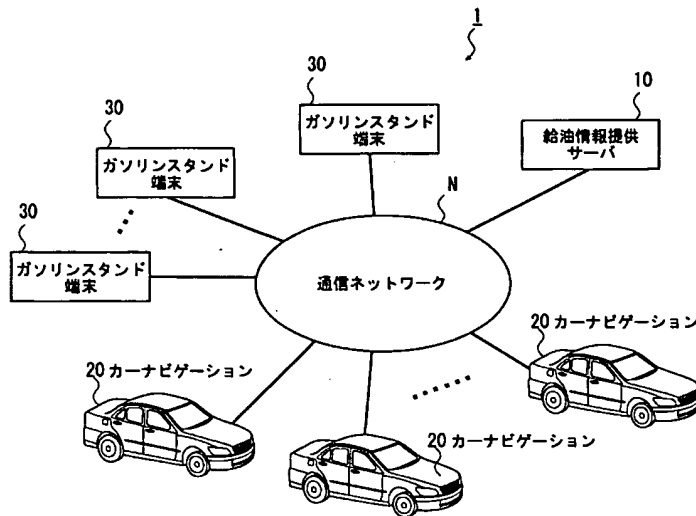 1
30
ガソリンスタンド
端末
10
給油情報提供
サーバ
30
ガソリンスタンド
端末
N
30
ガソリンスタンド
端末
通信ネットワーク
20 カーナビゲーション
20 カーナビゲーション
20 カーナビゲーション